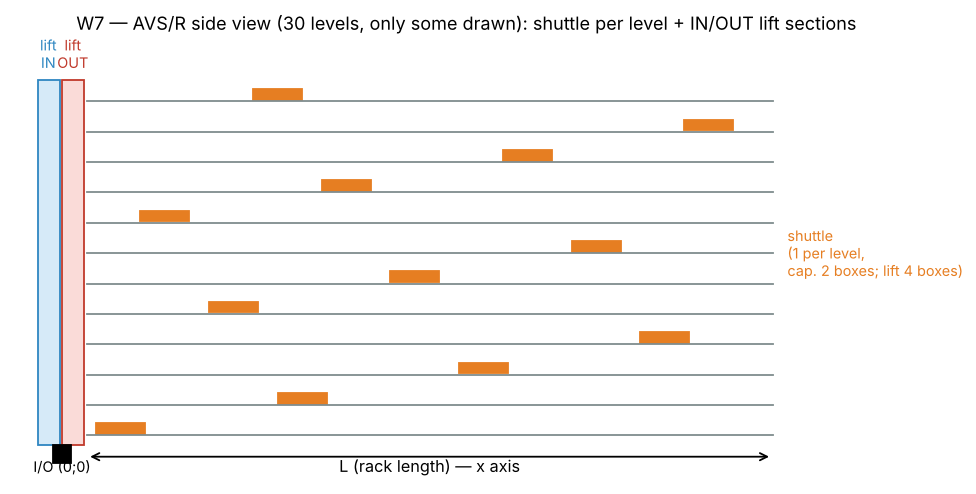 W7 — AVS/R side view (30 levels, only some drawn): shuttle per level + IN/OUT lift sections
lift lift
IN OUT
shuttle
(1 per level,
cap. 2 boxes; lift 4 boxes)
I/O (0;0)
L (rack length) — x axis